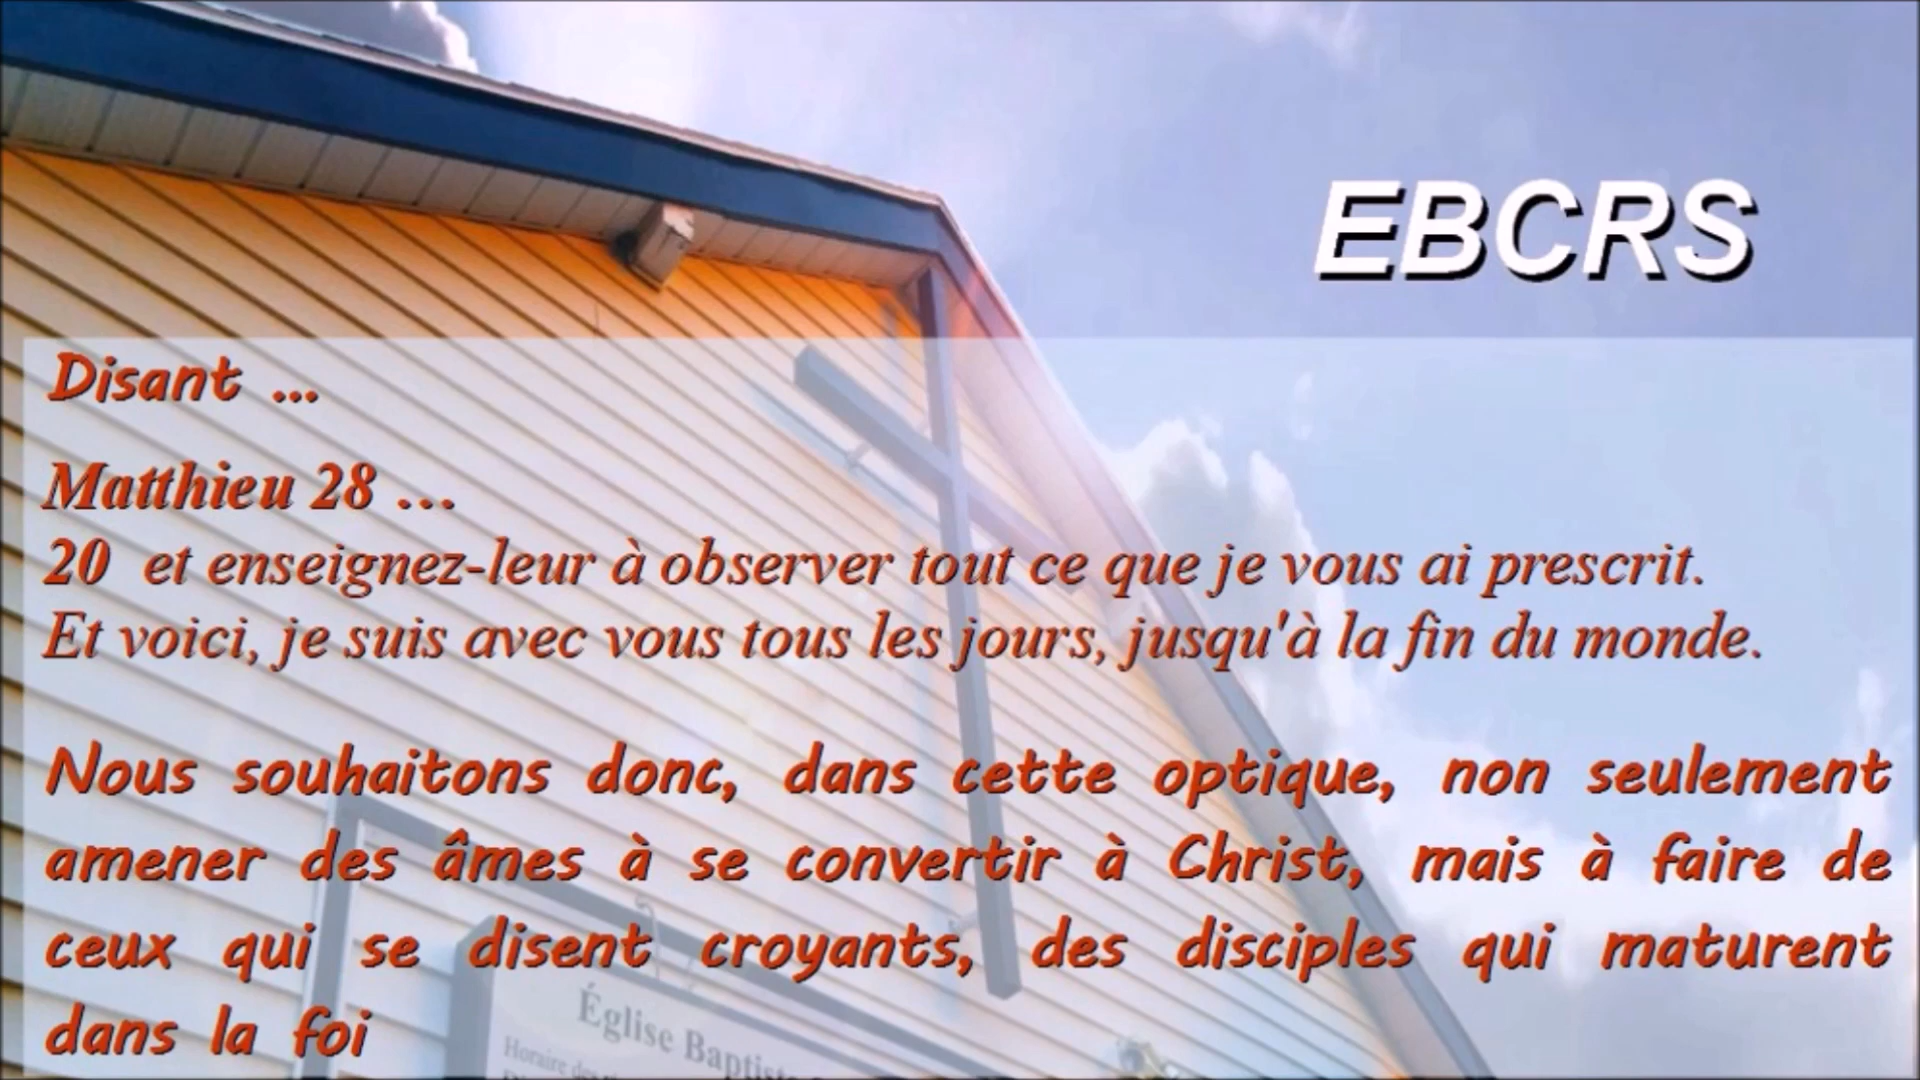 EBCRS
Disant ...
Matthieu 28 ...
20 et enseignez-leur à observer tout ce que je vous ai prescrit.
Et voici, je suis avec vous tous les jours, jusqu'à la fin du monde.
Nous souhaitons donc, dans cette optique, non seulement
amener des âmes à se convertir à Christ, mais à faire de
ceux qui se disent croyants, des disciples qui maturent
dans la foi
Église Baptiste
Horaire des